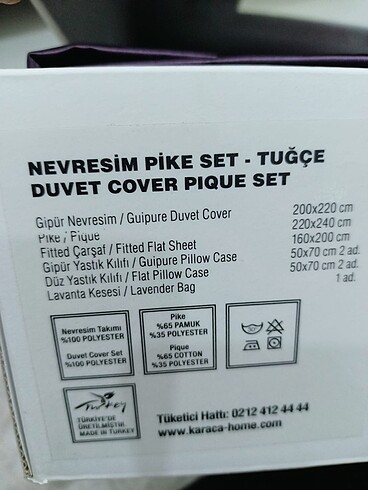 NEVRESİM PİKE SET - TUĞÇE
DUVET COVER PIQUE SET
Gipür Nevresim / Guipure Duvet Cover 200x220 cm
Pike / Pique 220x240 cm
Fitted Çarşaf / Fitted Flat Sheet 160x200 cm
Gipür Yastık Kılıfı / Guipure Pillow Case 50x70 cm 2 ad.
Düz Yastık Kılıfı / Flat Pillow Case 50x70 cm 2 ad.
Lavanta Kesesi / Lavender Bag 1 ad.
Nevresim Takımı
%100 POLYESTER
Duvet Cover Set
%100 POLYESTER
Pike
%65 PAMUK
%35 POLYESTER
Pique
%65 COTTON
%35 POLYESTER
Turkey
TÜRKİYE'DE
ÜRETİLMİŞTİR
MADE IN TURKEY
Tüketici Hattı: 0212 412 44 44
www.karaca-home.com